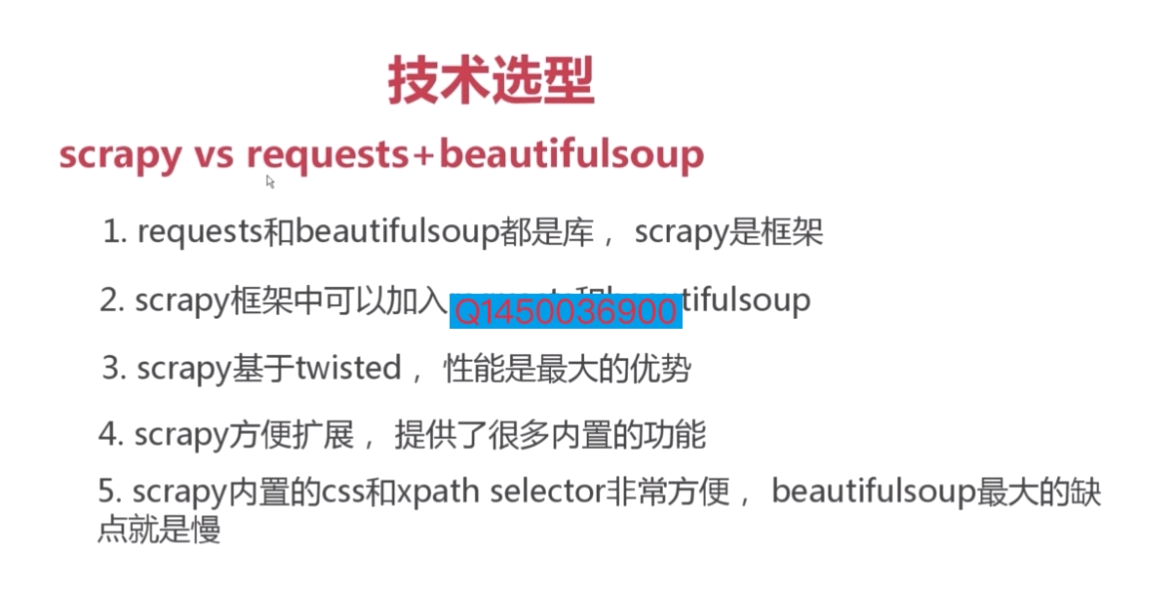 技术选型
scrapy vs requests+beautifulsoup
1. requests和beautifulsoup都是库， scrapy是框架
2. scrapy框架中可以加入 Q1450036900 tifulsoup
3. scrapy基于twisted， 性能是最大的优势
4. scrapy方便扩展， 提供了很多内置的功能
5. scrapy内置的css和xpath selector非常方便， beautifulsoup最大的缺
点就是慢